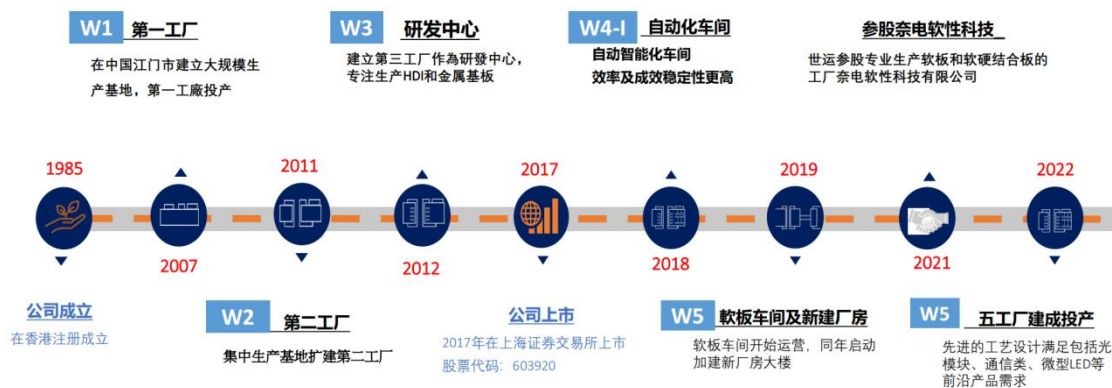 W1 第一工厂
在中国江门市建立大规模生
产基地，第一工廠投产
W3 研发中心
建立第三工厂作為研發中心，
专注生产HDI和金属基板
W4-I 自动化车间
自动智能化车间
效率及成效稳定性更高
参股奈电软性科技
世运参股专业生产软板和软硬结合板的
工厂奈电软性科技有限公司
1985
2011
2017
2019
2022
2007
2012
2018
2021
公司成立
在香港注册成立
W2 第二工厂
集中生产基地扩建第二工厂
公司上市
2017年在上海证券交易所上市
股票代码：603920
W5 軟板车间及新建厂房
软板车间开始运营，同年启动
加建新厂房大楼
W5 五工厂建成投产
先进的工艺设计满足包括光
模块、通信类、微型LED等
前沿产品需求